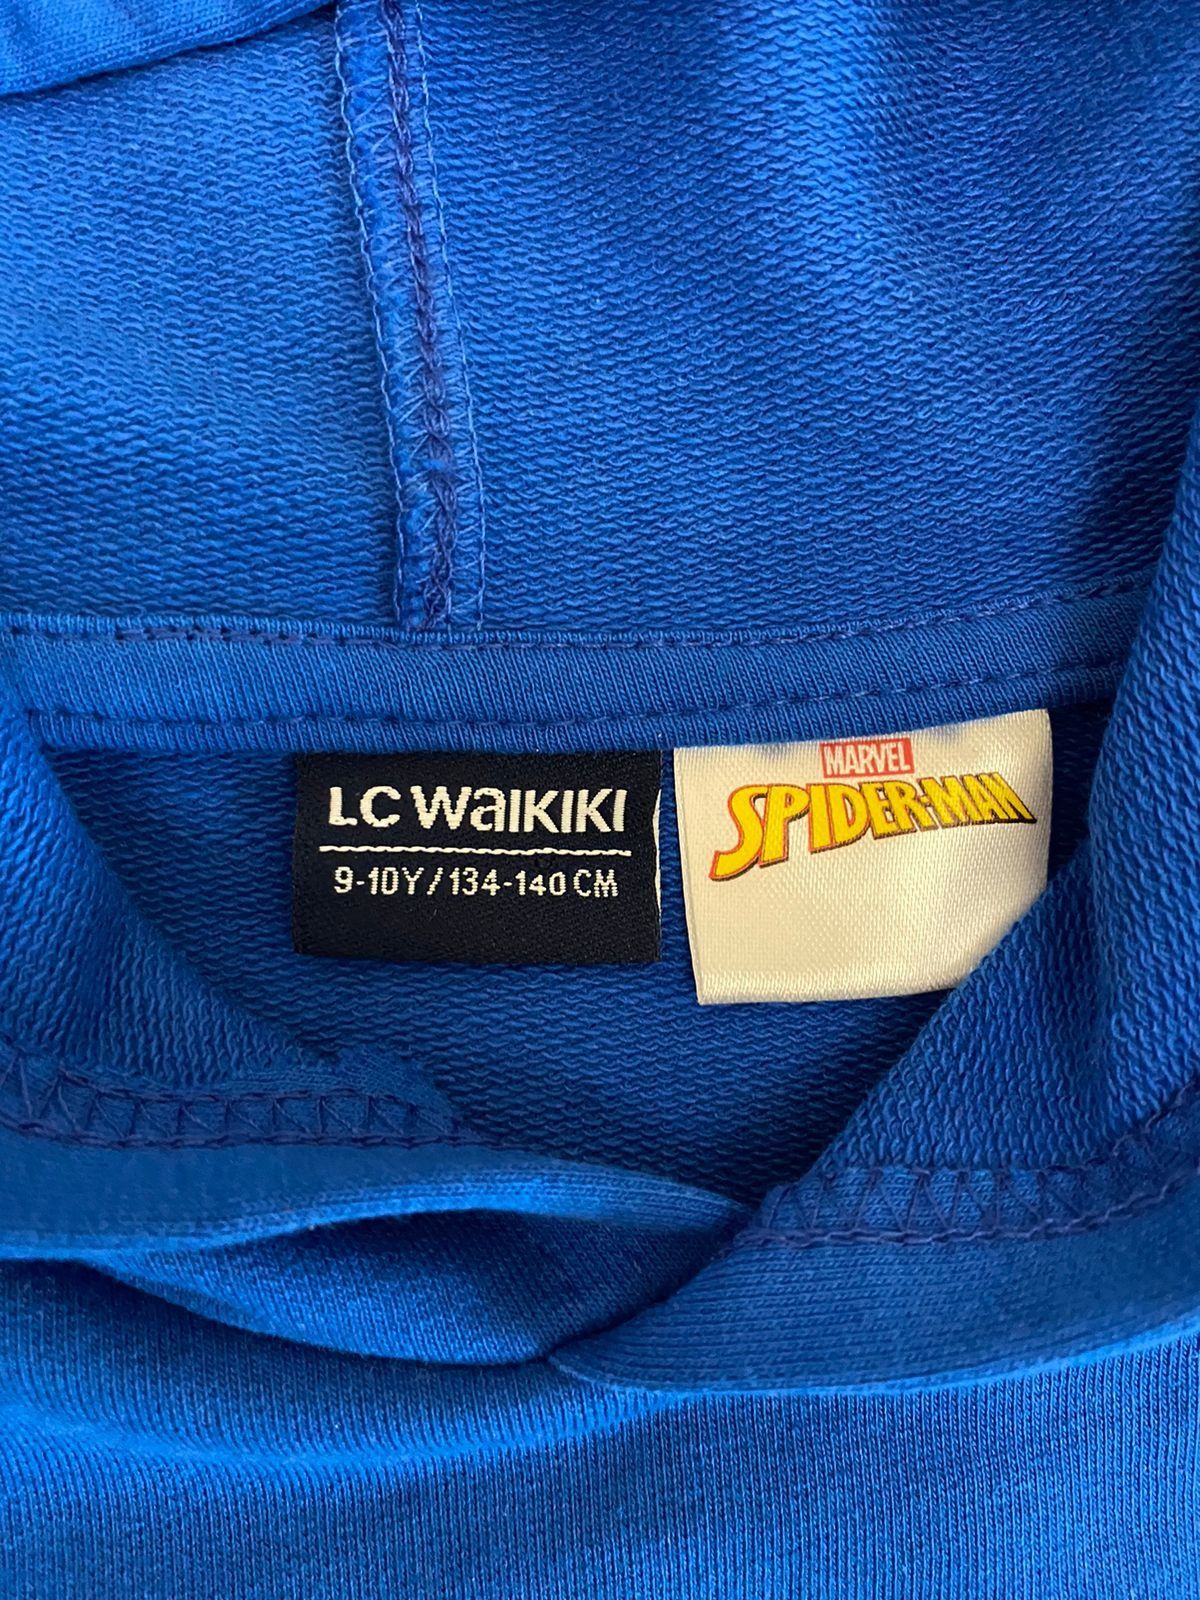 LC WAIKIKI
9-10Y/134-140 CM
MARVEL
SPIDER-MAN